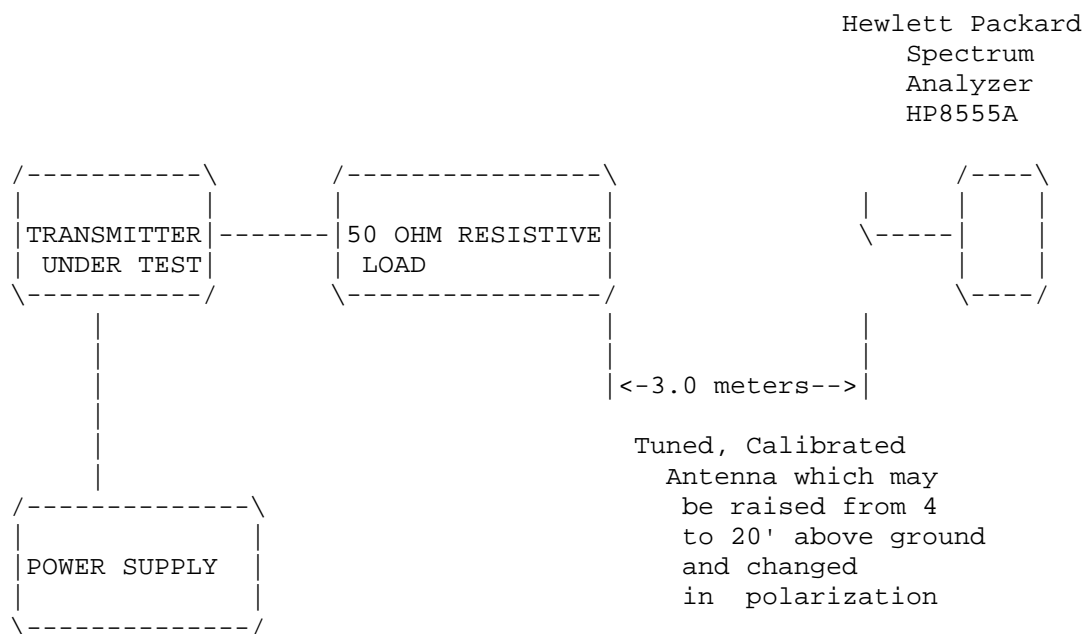 Hewlett Packard
Spectrum
Analyzer
HP8555A
TRANSMITTER
UNDER TEST
50 OHM RESISTIVE
LOAD
<-3.0 meters-->
Tuned, Calibrated
Antenna which may
be raised from 4
to 20' above ground
and changed
in polarization
POWER SUPPLY